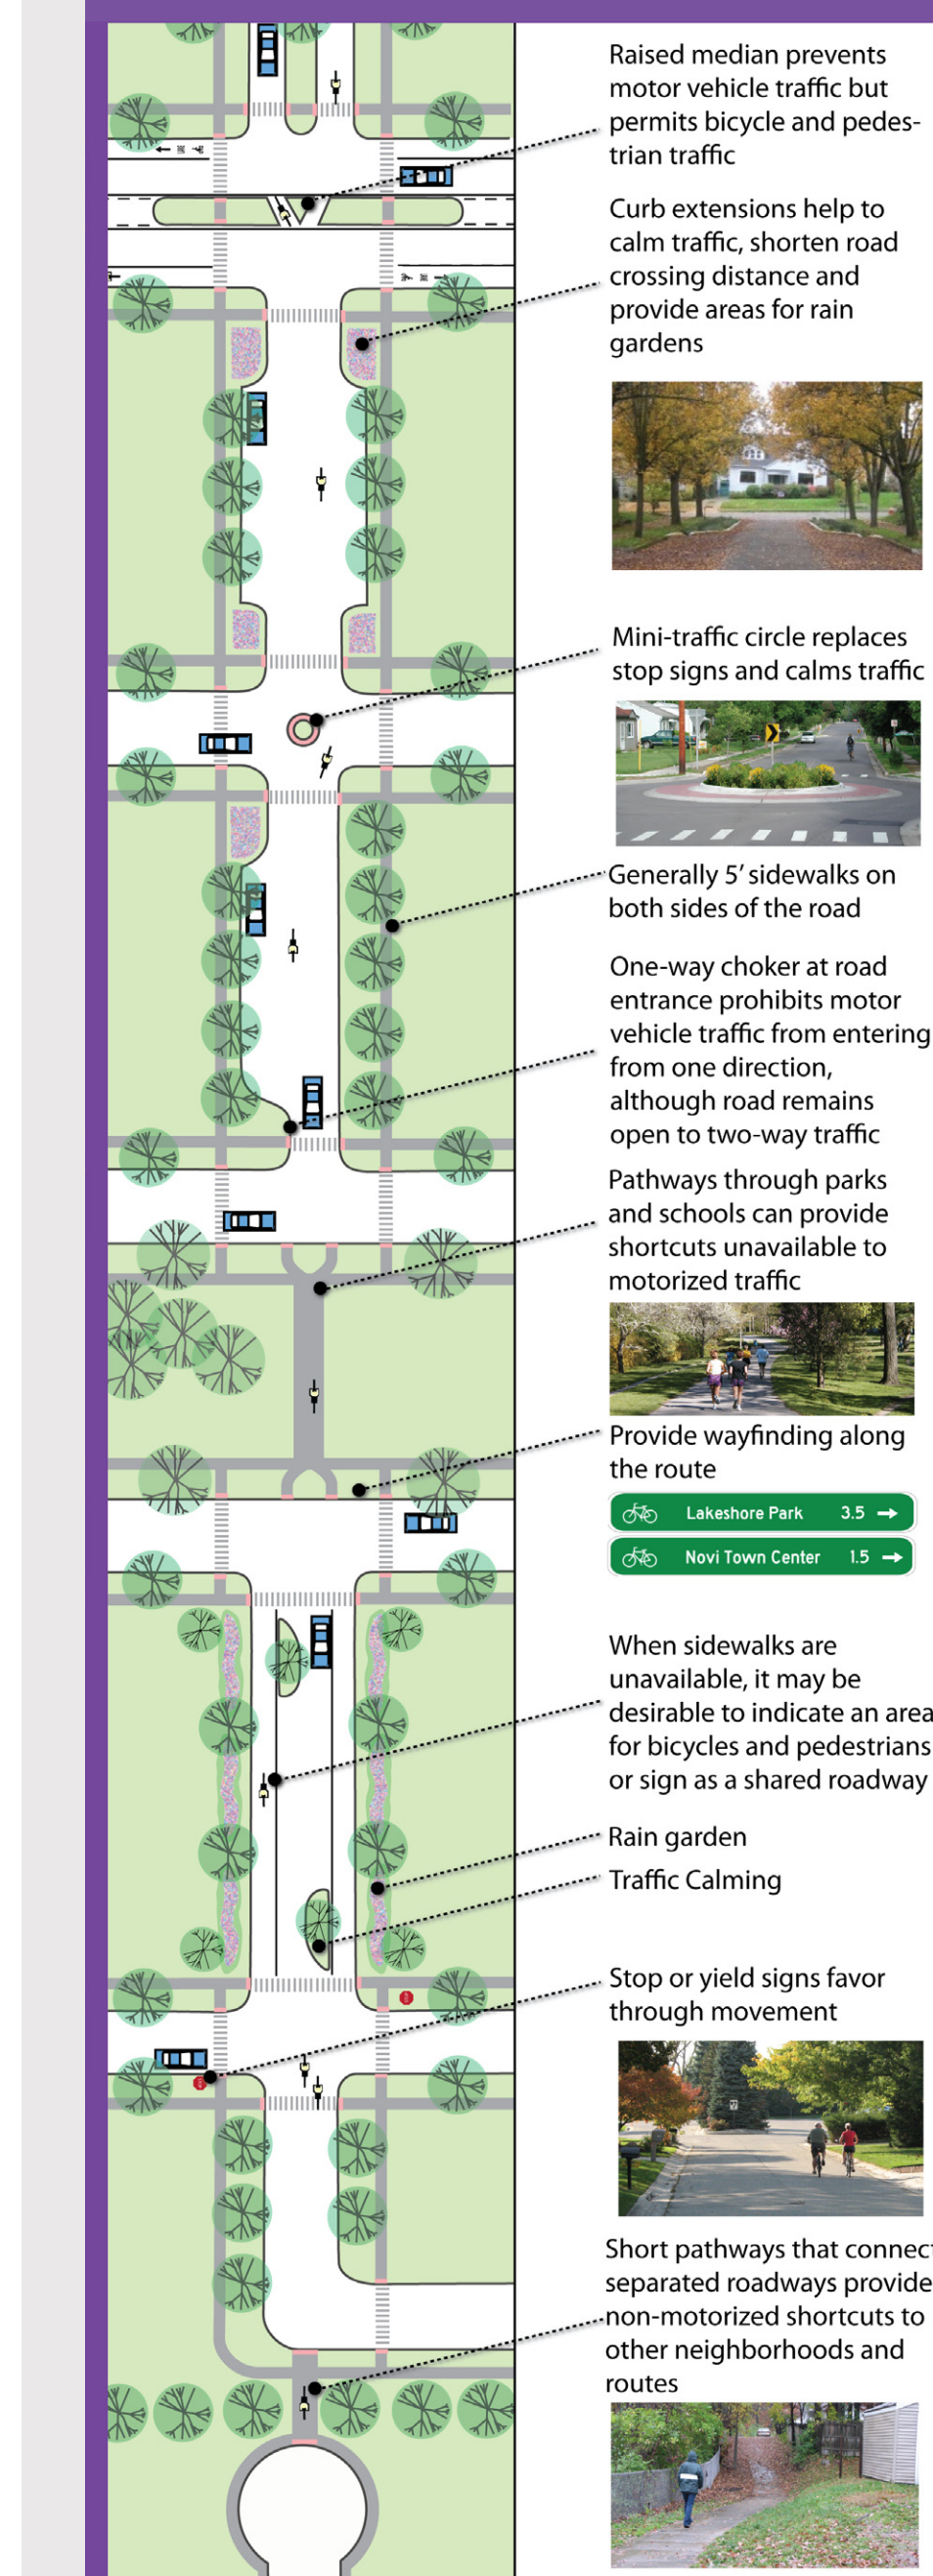 Raised median prevents
motor vehicle traffic but
permits bicycle and pedes-
trian traffic
Curb extensions help to
calm traffic, shorten road
crossing distance and
provide areas for rain
gardens
Mini-traffic circle replaces
stop signs and calms traffic
Generally 5' sidewalks on
both sides of the road
One-way choker at road
entrance prohibits motor
vehicle traffic from entering
from one direction,
although road remains
open to two-way traffic
Pathways through parks
and schools can provide
shortcuts unavailable to
motorized traffic
Provide wayfinding along
the route
Lakeshore Park 3.5 →
Novi Town Center 1.5 →
When sidewalks are
unavailable, it may be
desirable to indicate an area
for bicycles and pedestrians
or sign as a shared roadway
Rain garden
Traffic Calming
Stop or yield signs favor
through movement
Short pathways that connect
separated roadways provide
non-motorized shortcuts to
other neighborhoods and
routes